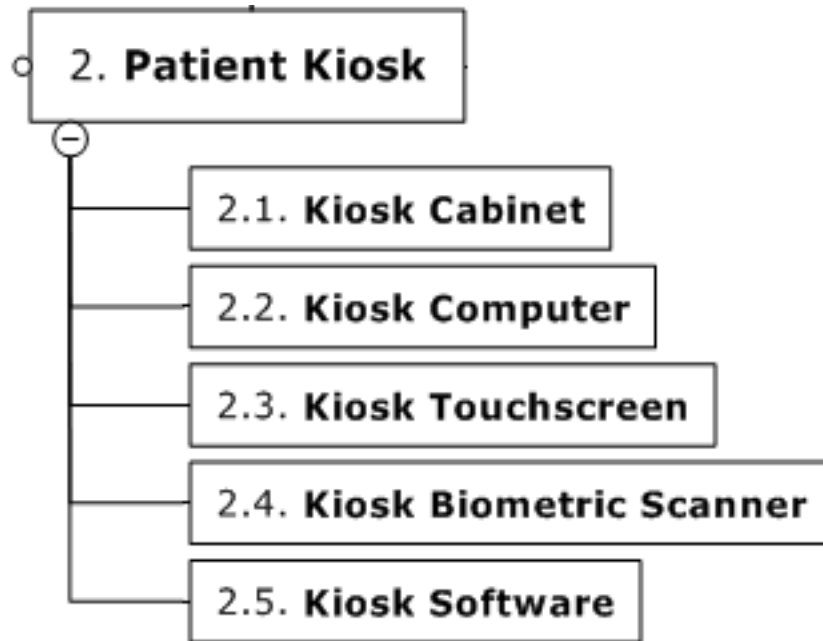 2. Patient Kiosk
2.1. Kiosk Cabinet
2.2. Kiosk Computer
2.3. Kiosk Touchscreen
2.4. Kiosk Biometric Scanner
2.5. Kiosk Software